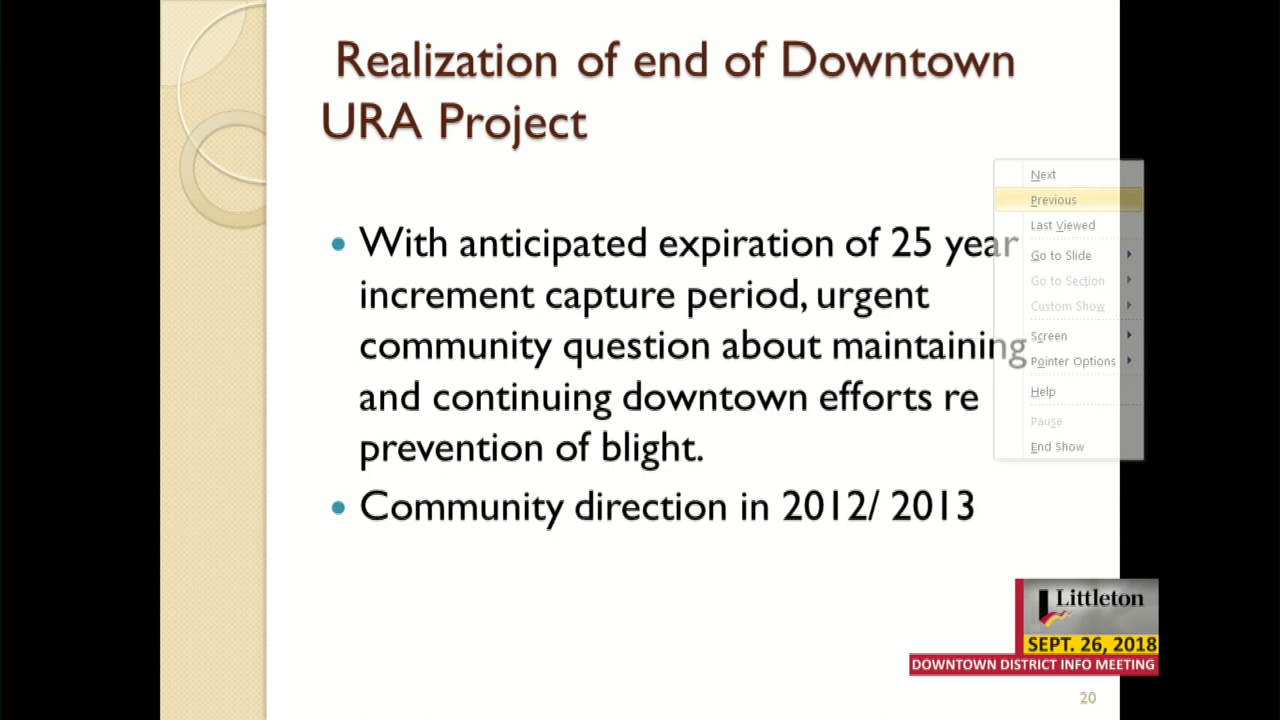 Realization of end of Downtown
URA Project
• With anticipated expiration of 25 year
increment capture period, urgent
community question about maintaining
and continuing downtown efforts re
prevention of blight.
• Community direction in 2012/ 2013
Next
Previous
Last Viewed
Go to Slide
Go to Section
Custom Show
Screen
Pointer Options
Help
Pause
End Show
Littleton
SEPT. 26, 2018
DOWNTOWN DISTRICT INFO MEETING
20